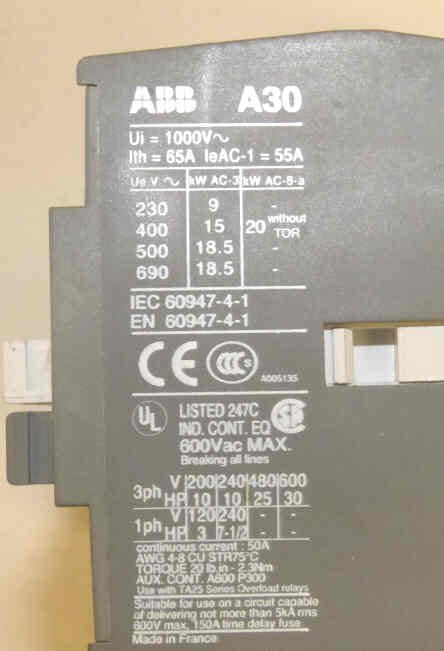 ABB A30
Ui = 1000V~
Ith = 65A IeAC-1 = 55A
Ue V ~ kW AC-3 kW AC-8-a
230 9 -
400 15 20 without TOR
500 18.5 -
690 18.5 -
IEC 60947-4-1
EN 60947-4-1
CE CCC S A005135
UL LISTED 247C SA
IND. CONT. EQ
600Vac MAX.
Breaking all lines
3ph V 200 240 480 600
HP 10 10 25 30
1ph V 120 240 - -
HP 3 7-1/2 - -
continuous current : 50A
AWG 4-8 CU STR75°C
TORQUE 20 lb.in - 2.3Nm
AUX. CONT. A600 P300
Use with TA25 Series Overload relays
Suitable for use on a circuit capable
of delivering not more than 5kA rms
600V max, 150A time delay fuse
Made in France